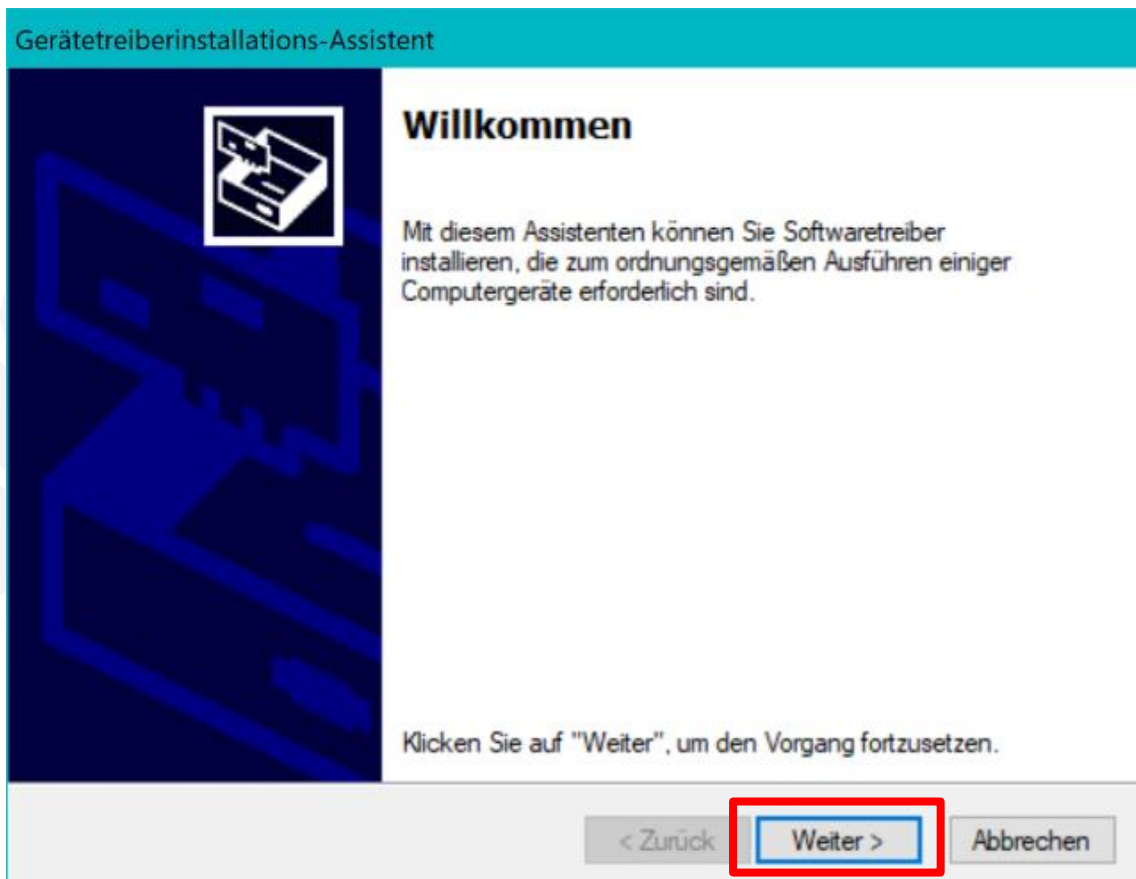 Gerätetreiberinstallations-Assistent
Willkommen
Mit diesem Assistenten können Sie Softwaretreiber
installieren, die zum ordnungsgemäßen Ausführen einiger
Computergeräte erforderlich sind.
Klicken Sie auf "Weiter", um den Vorgang fortzusetzen.
< Zurück Weiter > Abbrechen